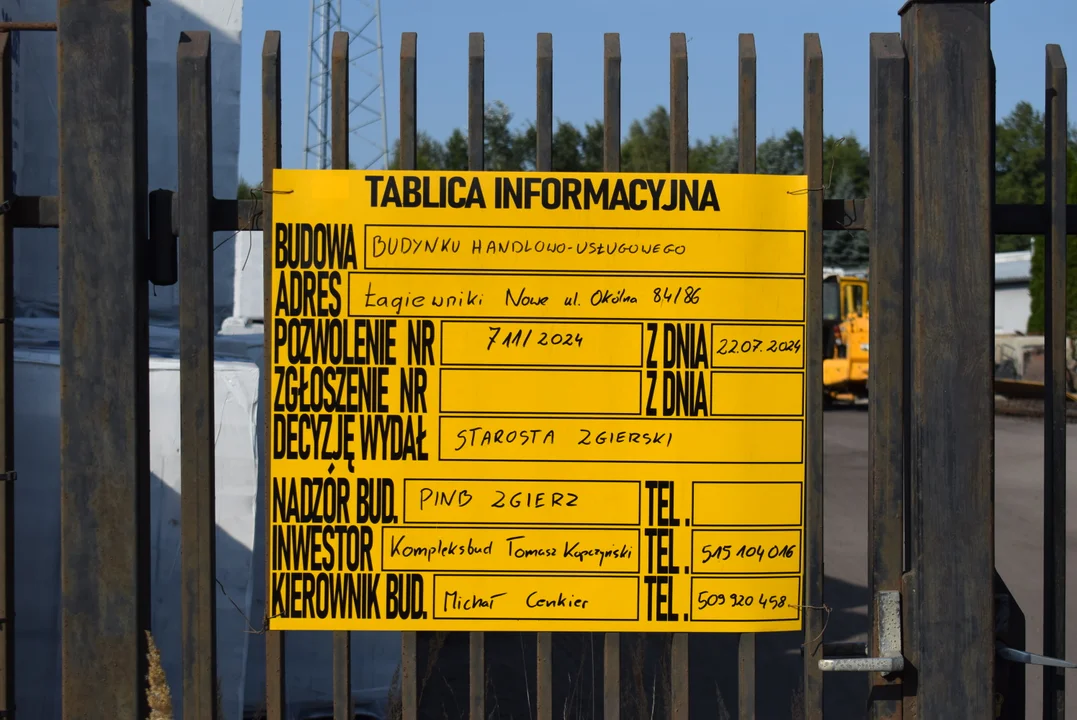 TABLICA INFORMACYJNA
BUDOWA BUDYNKU HANDLOWO-USŁUGOWEGO
ADRES Łagiewniki Nowe ul. Okólna 84/86
POZWOLENIE NR 711/2024 Z DNIA 22.07.2024
ZGŁOSZENIE NR Z DNIA
DECYZJĘ WYDAŁ STAROSTA ZGIERSKI
NADZÓR BUD. PINB ZGIERZ TEL.
INWESTOR Kompleksbud Tomasz Kopczyński TEL. 515 104 016
KIEROWNIK BUD. Michał Cenkier TEL. 509 920 458